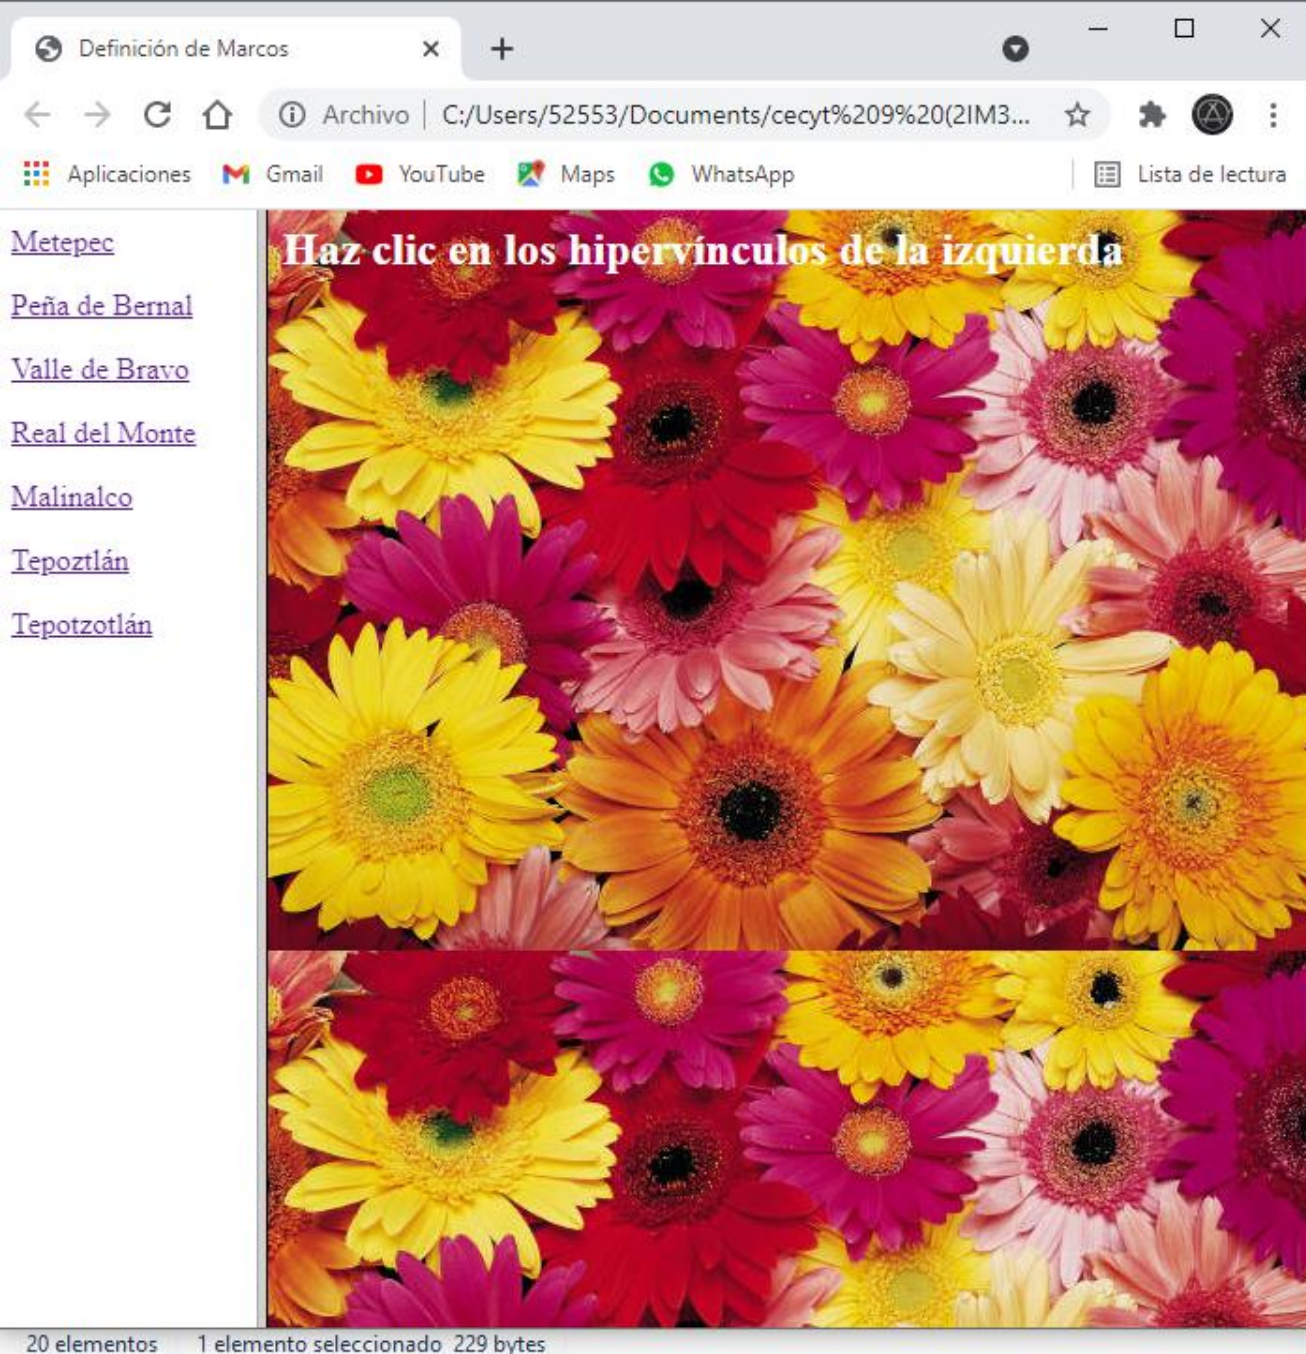 Definición de Marcos
Archivo C:/Users/52553/Documents/cecyt%209%20(2IM3...
Aplicaciones Gmail YouTube Maps WhatsApp Lista de lectura
Metepec
Peña de Bernal
Valle de Bravo
Real del Monte
Malinalco
Tepoztlán
Tepotzotlán
Haz clic en los hipervínculos de la izquierda
20 elementos 1 elemento seleccionado 229 bytes